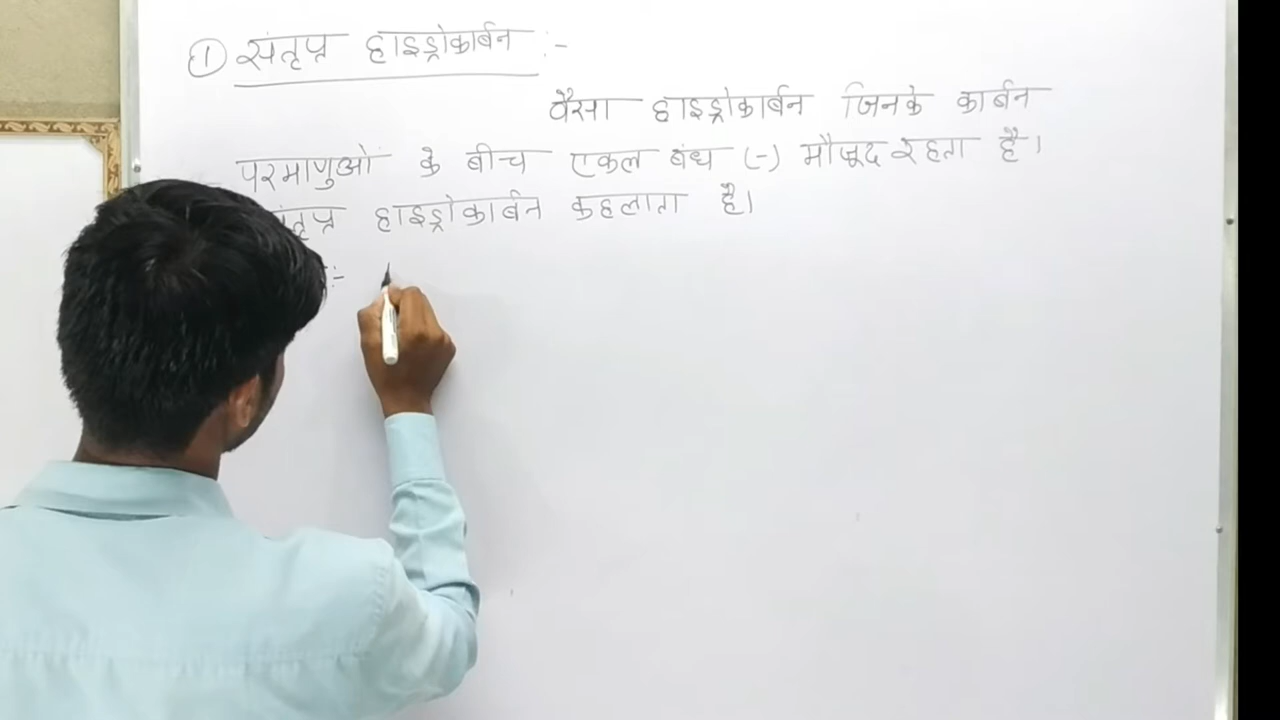 ① संतृप्त हाइड्रोकार्बन :-
वैसा हाइड्रोकार्बन जिनके कार्बन
परमाणुओं के बीच एकल बंध (-) मौजूद रहता है।
हाइड्रोकार्बन कहलाता है।
:-